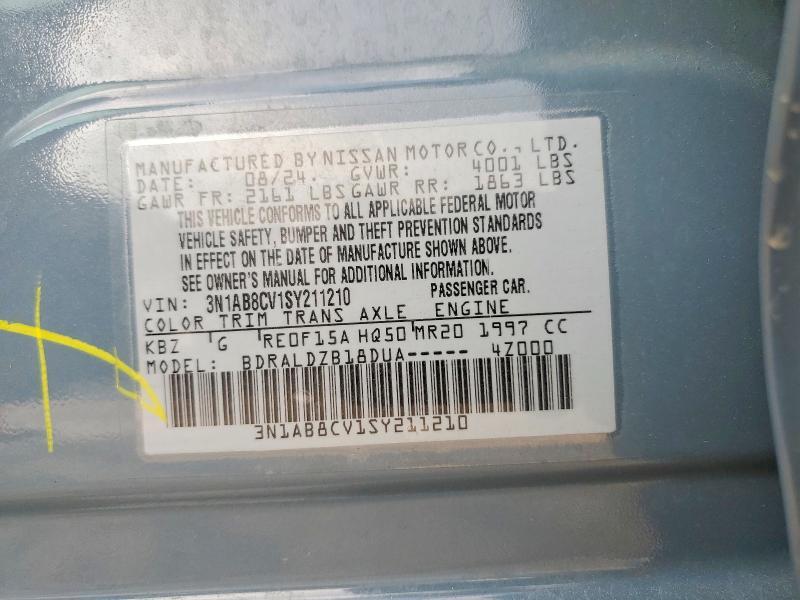 MANUFACTURED BY NISSAN MOTOR CO., LTD.
DATE: 08/24. GVWR: 4001 LBS
GAWR FR: 2161 LBS GAWR RR: 1863 LBS
THIS VEHICLE CONFORMS TO ALL APPLICABLE FEDERAL MOTOR
VEHICLE SAFETY, BUMPER AND THEFT PREVENTION STANDARDS
IN EFFECT ON THE DATE OF MANUFACTURE SHOWN ABOVE.
SEE OWNER'S MANUAL FOR ADDITIONAL INFORMATION.
VIN: 3N1AB8CV1SY211210 PASSENGER CAR.
COLOR TRIM TRANS AXLE ENGINE
KBZ G RE0F15A HQ50 MR20 1997 CC
MODEL: BDRALDZB18DUA----- 4Z000
3N1AB8CV1SY211210